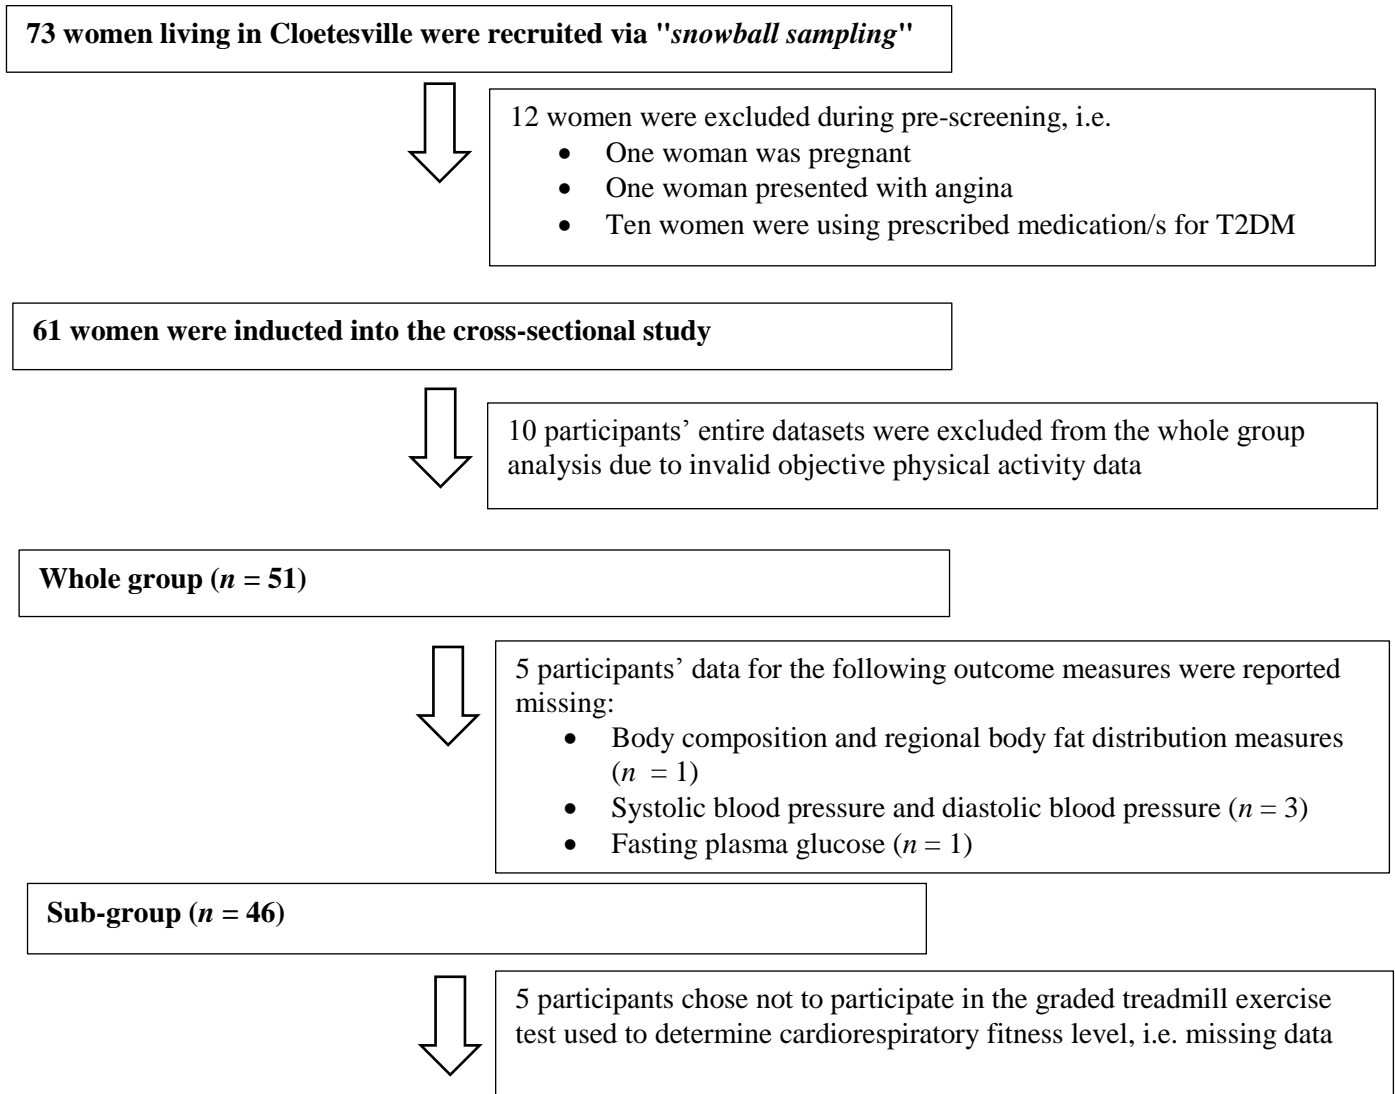 73 women living in Cloetesville were recruited via "snowball sampling"
12 women were excluded during pre-screening, i.e.
• One woman was pregnant
• One woman presented with angina
• Ten women were using prescribed medication/s for T2DM
61 women were inducted into the cross-sectional study
10 participants’ entire datasets were excluded from the whole group
analysis due to invalid objective physical activity data
Whole group (n = 51)
5 participants’ data for the following outcome measures were reported
missing:
• Body composition and regional body fat distribution measures
(n = 1)
• Systolic blood pressure and diastolic blood pressure (n = 3)
• Fasting plasma glucose (n = 1)
Sub-group (n = 46)
5 participants chose not to participate in the graded treadmill exercise
test used to determine cardiorespiratory fitness level, i.e. missing data